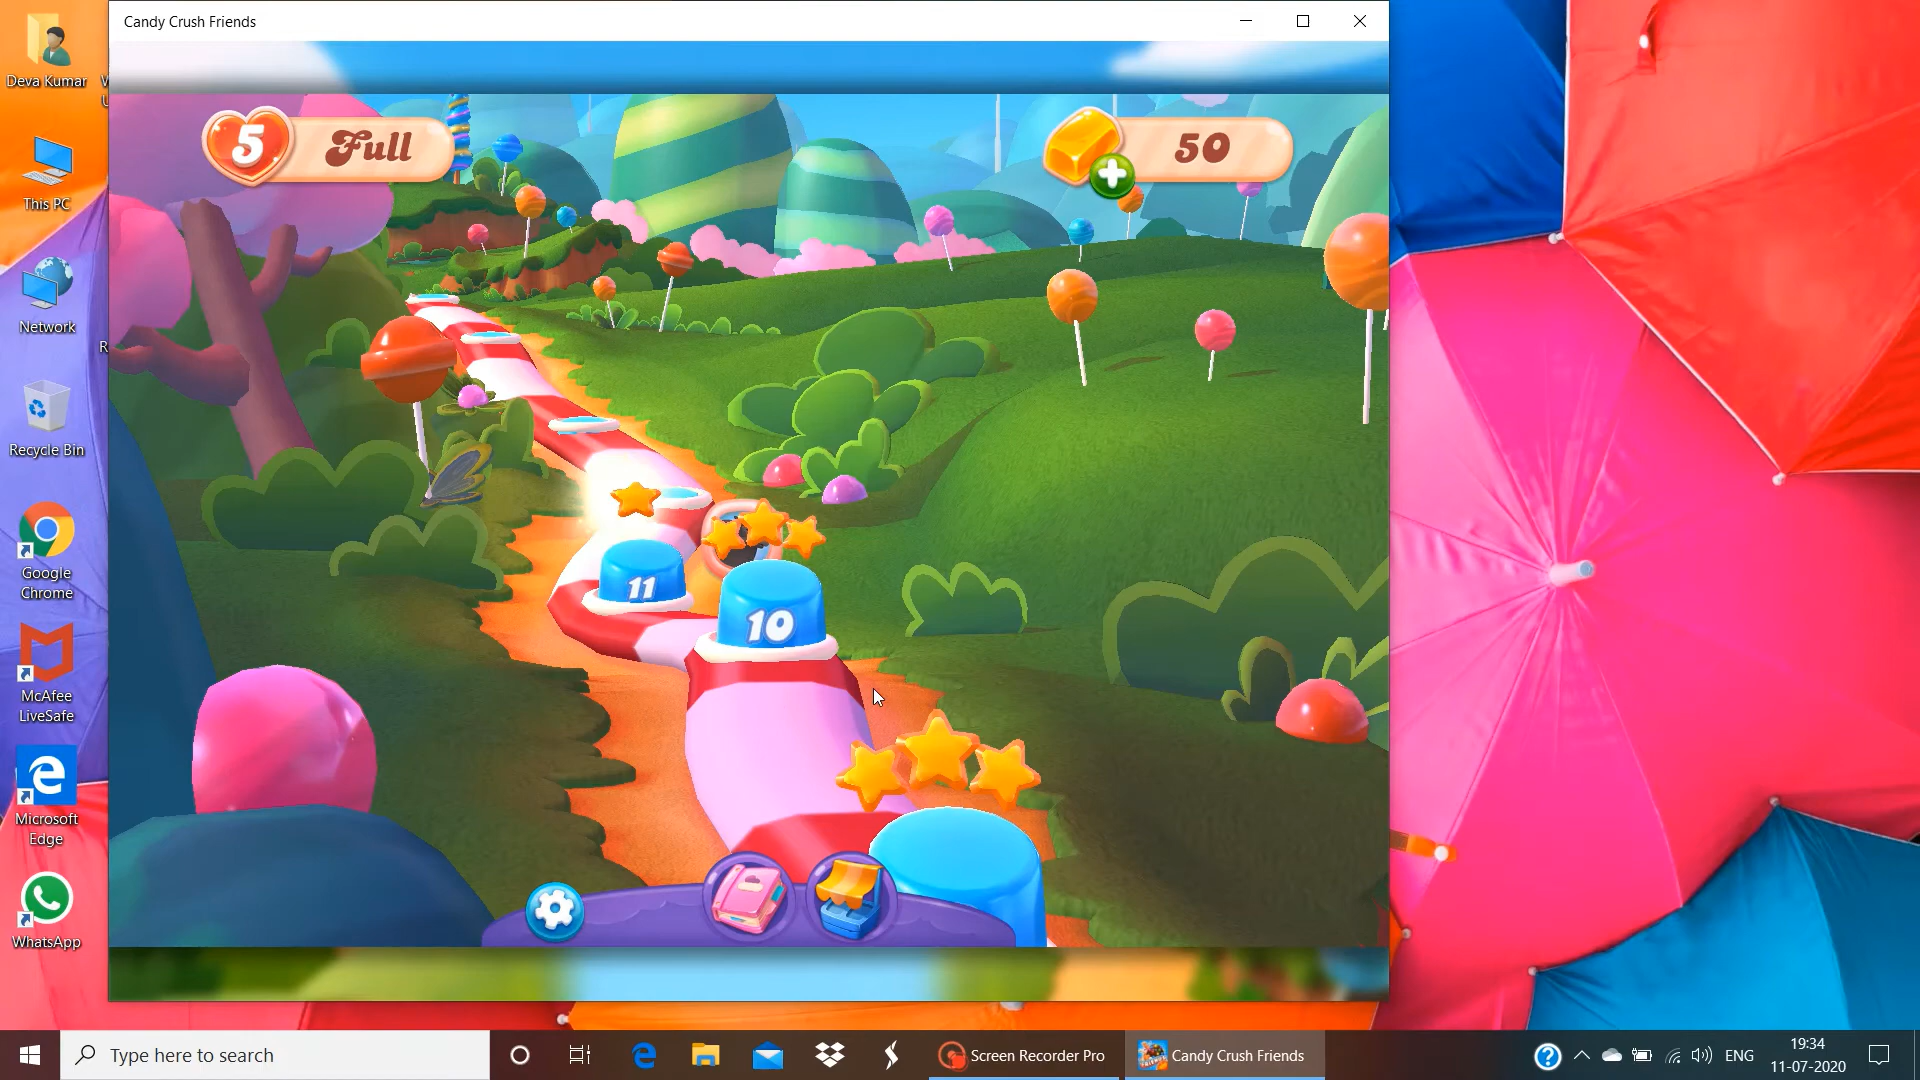 Candy Crush Friends
Deva Kumar
This PC
Network
Recycle Bin
Google
Chrome
McAfee
LiveSafe
Microsoft
Edge
WhatsApp
5
Full
50
11
10
Type here to search
Screen Recorder Pro
Candy Crush Friends
ENG
19:34
11-07-2020